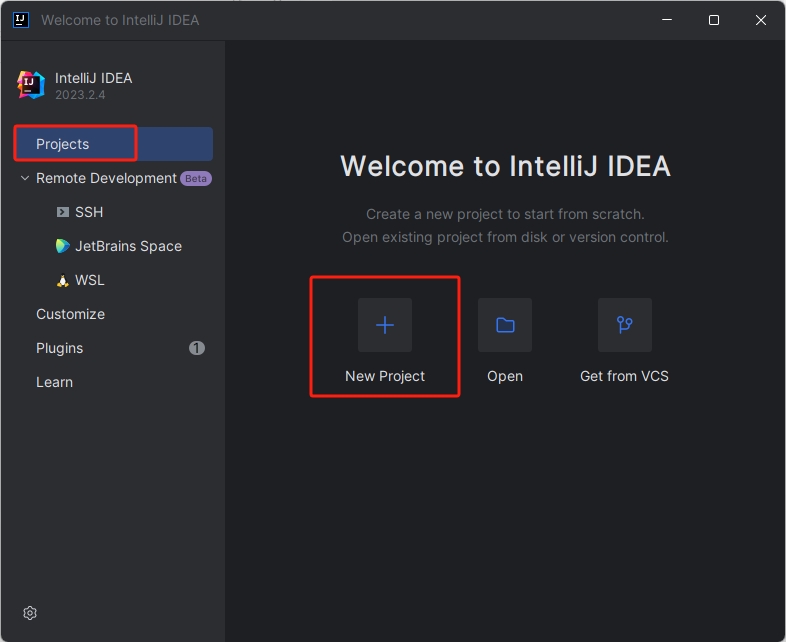 Welcome to IntelliJ IDEA
IntelliJ IDEA
2023.2.4
Projects
Remote Development Beta
SSH
JetBrains Space
WSL
Customize
Plugins 1
Learn
Welcome to IntelliJ IDEA
Create a new project to start from scratch.
Open existing project from disk or version control.
New Project
Open
Get from VCS